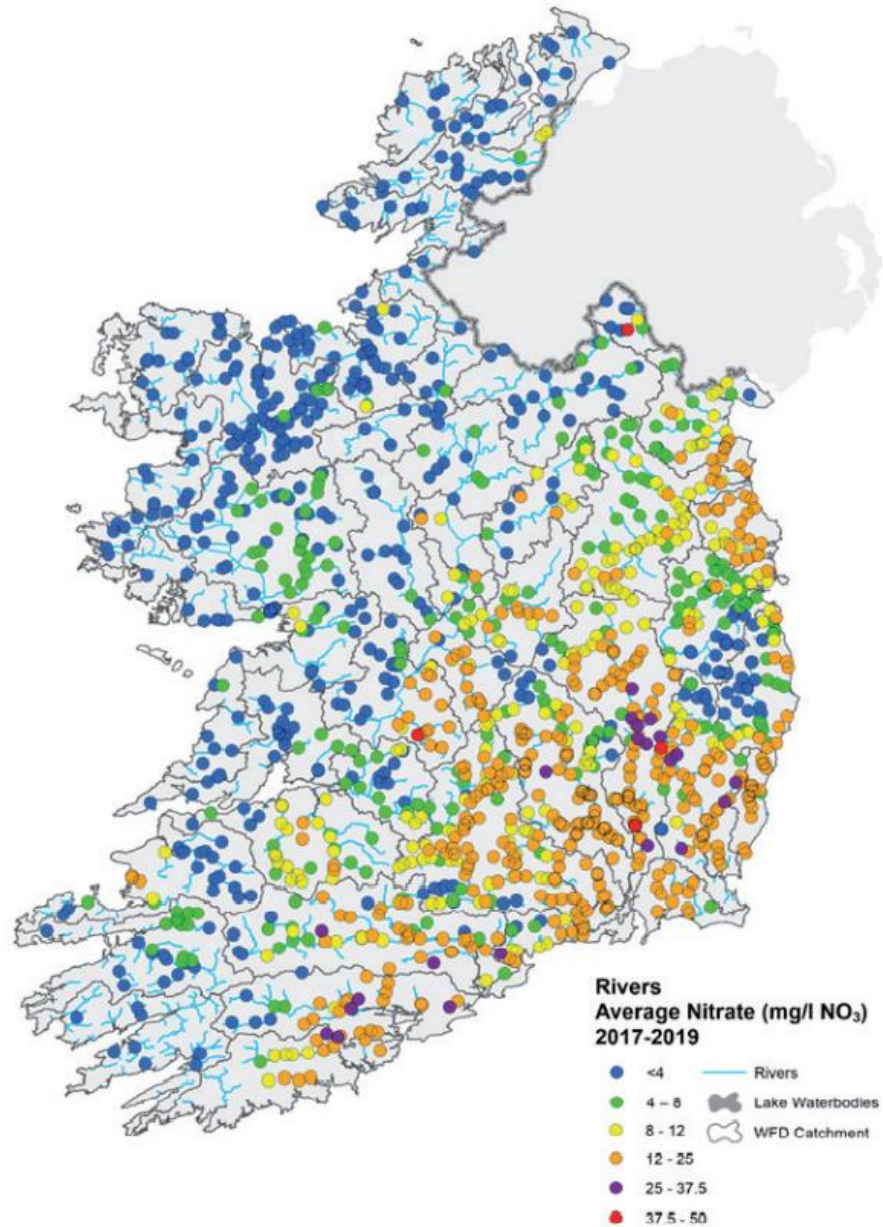 Rivers
Average Nitrate (mg/l NO₃)
2017-2019
<4
Rivers
4 – 8
Lake Waterbodies
8 - 12
WFD Catchment
12 - 25
25 - 37.5
37.5 - 50